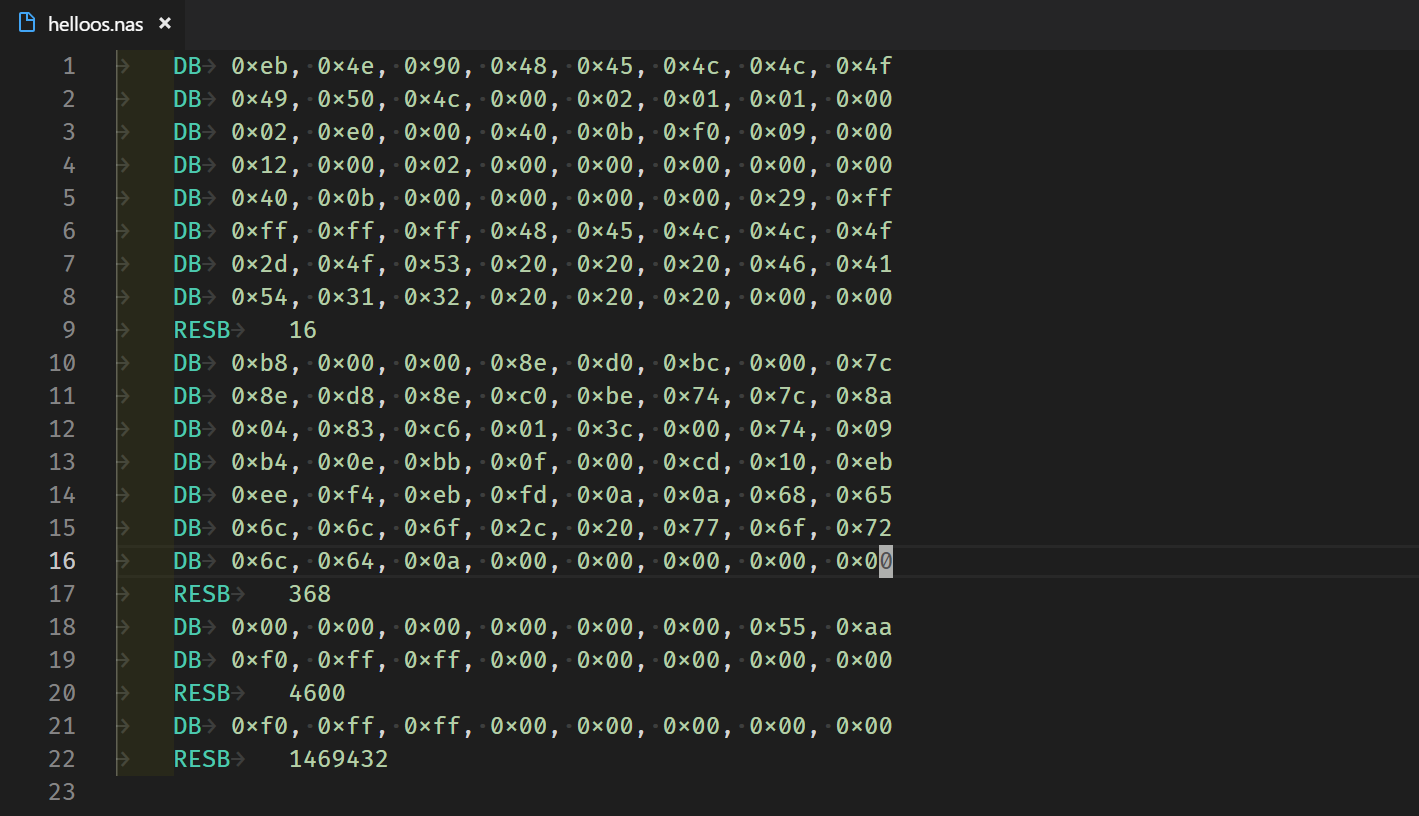 helloos.nas ×
1 DB 0xeb, 0x4e, 0x90, 0x48, 0x45, 0x4c, 0x4c, 0x4f
2 DB 0x49, 0x50, 0x4c, 0x00, 0x02, 0x01, 0x01, 0x00
3 DB 0x02, 0xe0, 0x00, 0x40, 0x0b, 0xf0, 0x09, 0x00
4 DB 0x12, 0x00, 0x02, 0x00, 0x00, 0x00, 0x00, 0x00
5 DB 0x40, 0x0b, 0x00, 0x00, 0x00, 0x00, 0x29, 0xff
6 DB 0xff, 0xff, 0xff, 0x48, 0x45, 0x4c, 0x4c, 0x4f
7 DB 0x2d, 0x4f, 0x53, 0x20, 0x20, 0x20, 0x46, 0x41
8 DB 0x54, 0x31, 0x32, 0x20, 0x20, 0x20, 0x00, 0x00
9 RESB 16
10 DB 0xb8, 0x00, 0x00, 0x8e, 0xd0, 0xbc, 0x00, 0x7c
11 DB 0x8e, 0xd8, 0x8e, 0xc0, 0xbe, 0x74, 0x7c, 0x8a
12 DB 0x04, 0x83, 0xc6, 0x01, 0x3c, 0x00, 0x74, 0x09
13 DB 0xb4, 0x0e, 0xbb, 0x0f, 0x00, 0xcd, 0x10, 0xeb
14 DB 0xee, 0xf4, 0xeb, 0xfd, 0x0a, 0x0a, 0x68, 0x65
15 DB 0x6c, 0x6c, 0x6f, 0x2c, 0x20, 0x77, 0x6f, 0x72
16 DB 0x6c, 0x64, 0x0a, 0x00, 0x00, 0x00, 0x00, 0x00
17 RESB 368
18 DB 0x00, 0x00, 0x00, 0x00, 0x00, 0x00, 0x55, 0xaa
19 DB 0xf0, 0xff, 0xff, 0x00, 0x00, 0x00, 0x00, 0x00
20 RESB 4600
21 DB 0xf0, 0xff, 0xff, 0x00, 0x00, 0x00, 0x00, 0x00
22 RESB 1469432
23